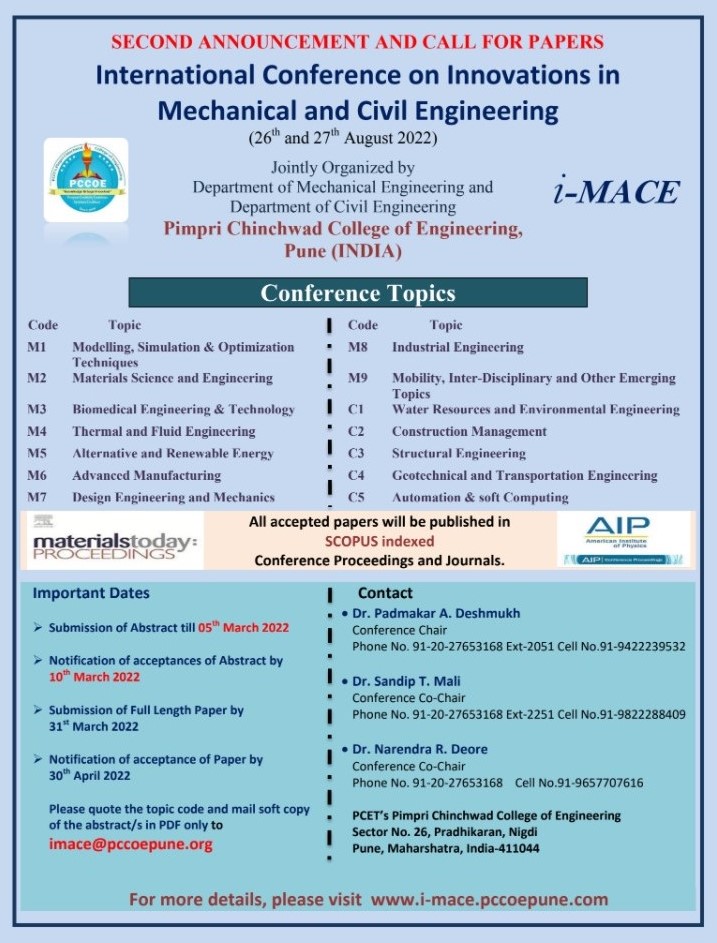 SECOND ANNOUNCEMENT AND CALL FOR PAPERS
International Conference on Innovations in
Mechanical and Civil Engineering
(26th and 27th August 2022)
Jointly Organized by
Department of Mechanical Engineering and
Department of Civil Engineering
Pimpri Chinchwad College of Engineering,
Pune (INDIA)
PCCOE
i-MACE
Conference Topics
Code Topic
M1 Modelling, Simulation & Optimization
Techniques
M2 Materials Science and Engineering
M3 Biomedical Engineering & Technology
M4 Thermal and Fluid Engineering
M5 Alternative and Renewable Energy
M6 Advanced Manufacturing
M7 Design Engineering and Mechanics
Code Topic
M8 Industrial Engineering
M9 Mobility, Inter-Disciplinary and Other Emerging
Topics
C1 Water Resources and Environmental Engineering
C2 Construction Management
C3 Structural Engineering
C4 Geotechnical and Transportation Engineering
C5 Automation & soft Computing
materialstoday:
PROCEEDINGS
All accepted papers will be published in
SCOPUS indexed
Conference Proceedings and Journals.
AIP
American Institute
of Physics
AIP Conference Proceedings
Important Dates
➢ Submission of Abstract till 05th March 2022
➢ Notification of acceptances of Abstract by
10th March 2022
➢ Submission of Full Length Paper by
31st March 2022
➢ Notification of acceptance of Paper by
30th April 2022
Please quote the topic code and mail soft copy
of the abstract/s in PDF only to
imace@pccoepune.org
Contact
• Dr. Padmakar A. Deshmukh
Conference Chair
Phone No. 91-20-27653168 Ext-2051 Cell No.91-9422239532
• Dr. Sandip T. Mali
Conference Co-Chair
Phone No. 91-20-27653168 Ext-2251 Cell No.91-9822288409
• Dr. Narendra R. Deore
Conference Co-Chair
Phone No. 91-20-27653168 Cell No.91-9657707616
PCET's Pimpri Chinchwad College of Engineering
Sector No. 26, Pradhikaran, Nigdi
Pune, Maharshatra, India-411044
For more details, please visit www.i-mace.pccoepune.com